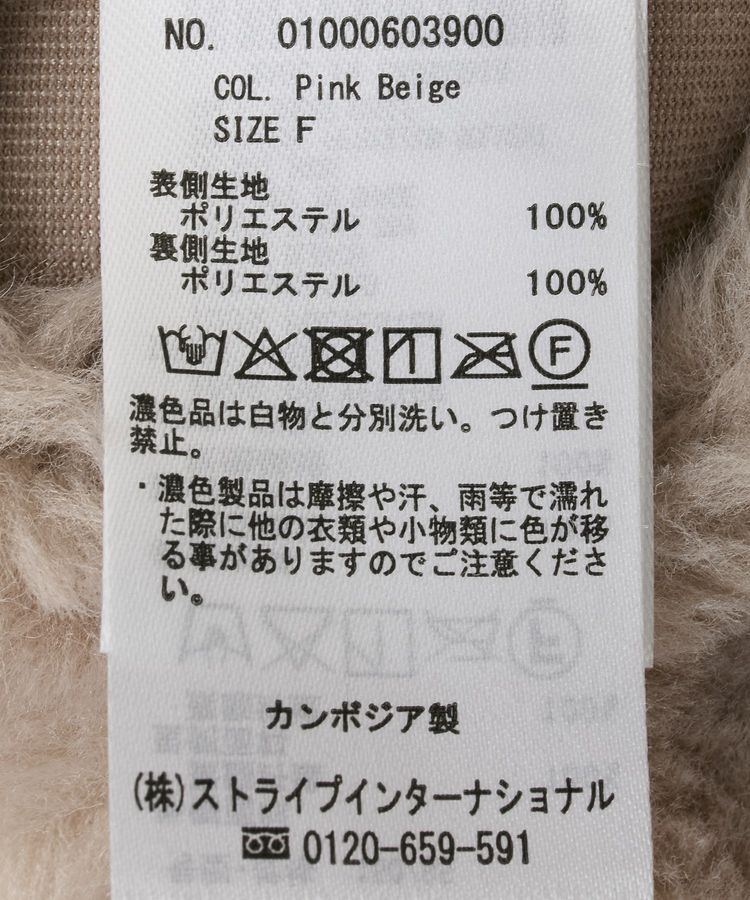 NO. 01000603900
COL. Pink Beige
SIZE F
表側生地
ポリエステル 100%
裏側生地
ポリエステル 100%
F
濃色品は白物と分別洗い。つけ置き
禁止。
・濃色製品は摩擦や汗、雨等で濡れ
た際に他の衣類や小物類に色が移
る事がありますのでご注意くださ
い。
カンボジア製
(株)ストライプインターナショナル
0120-659-591